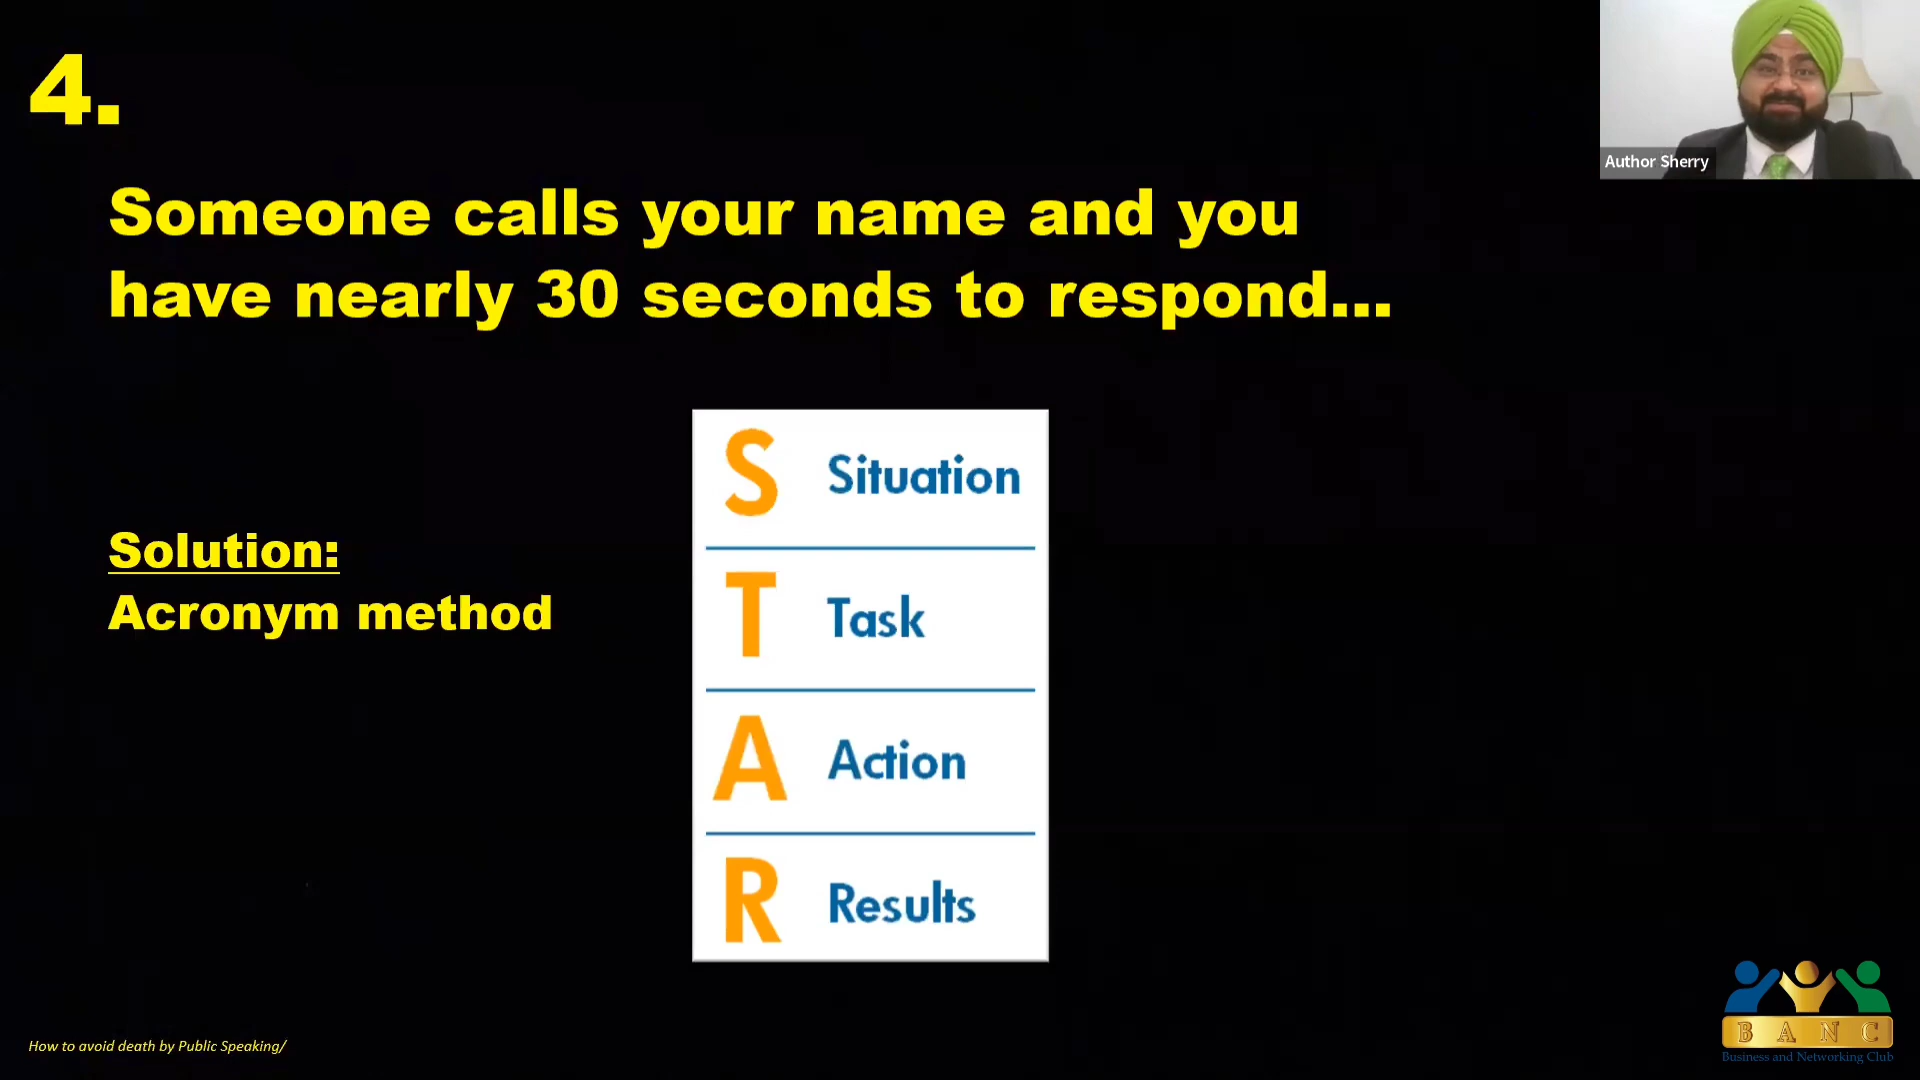 4.
Author Sherry
Someone calls your name and you
have nearly 30 seconds to respond...
Solution:
Acronym method
S Situation
T Task
A Action
R Results
How to avoid death by Public Speaking/
B A N C
Business and Networking Club